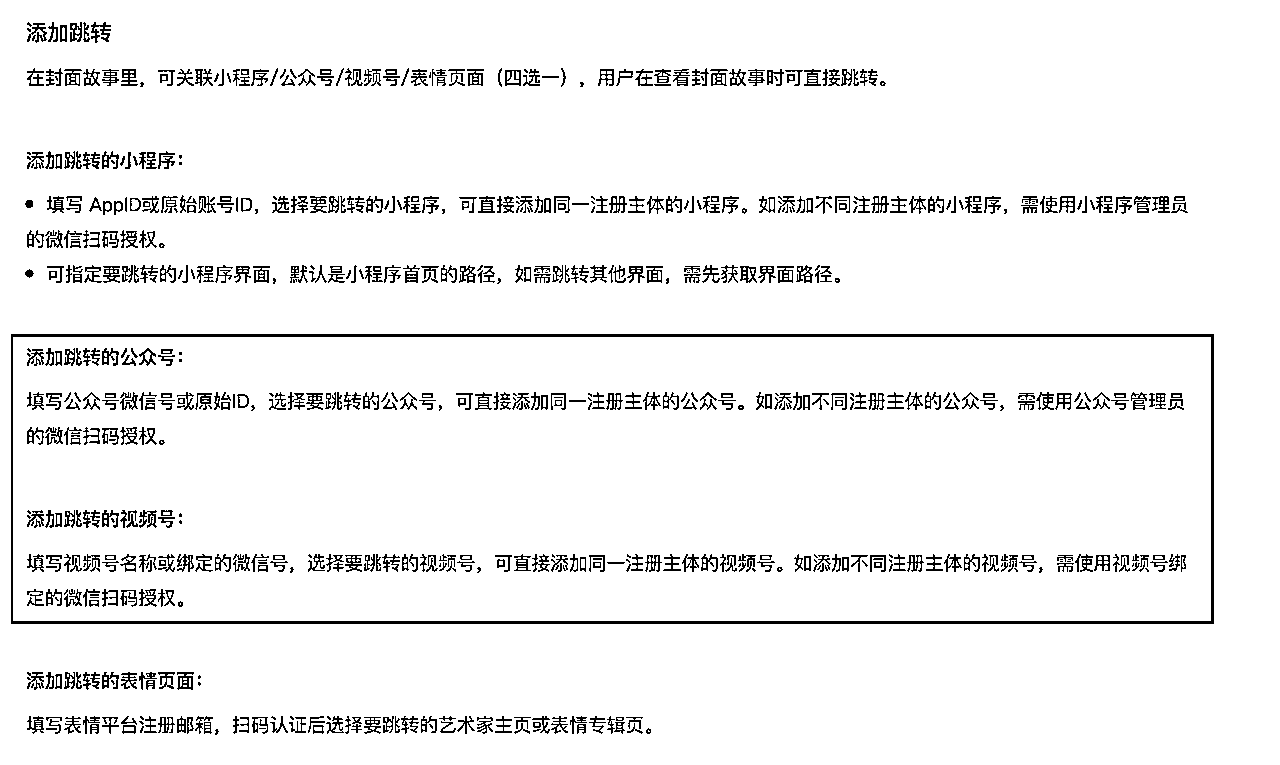 添加跳转
在封面故事里，可关联小程序/公众号/视频号/表情页面（四选一），用户在查看封面故事时可直接跳转。
添加跳转的小程序：
● 填写 AppID或原始账号ID，选择要跳转的小程序，可直接添加同一注册主体的小程序。如添加不同注册主体的小程序，需使用小程序管理员
的微信扫码授权。
● 可指定要跳转的小程序界面，默认是小程序首页的路径，如需跳转其他界面，需先获取界面路径。
添加跳转的公众号：
填写公众号微信号或原始ID，选择要跳转的公众号，可直接添加同一注册主体的公众号。如添加不同注册主体的公众号，需使用公众号管理员
的微信扫码授权。
添加跳转的视频号：
填写视频号名称或绑定的微信号，选择要跳转的视频号，可直接添加同一注册主体的视频号。如添加不同注册主体的视频号，需使用视频号绑
定的微信扫码授权。
添加跳转的表情页面：
填写表情平台注册邮箱，扫码认证后选择要跳转的艺术家主页或表情专辑页。